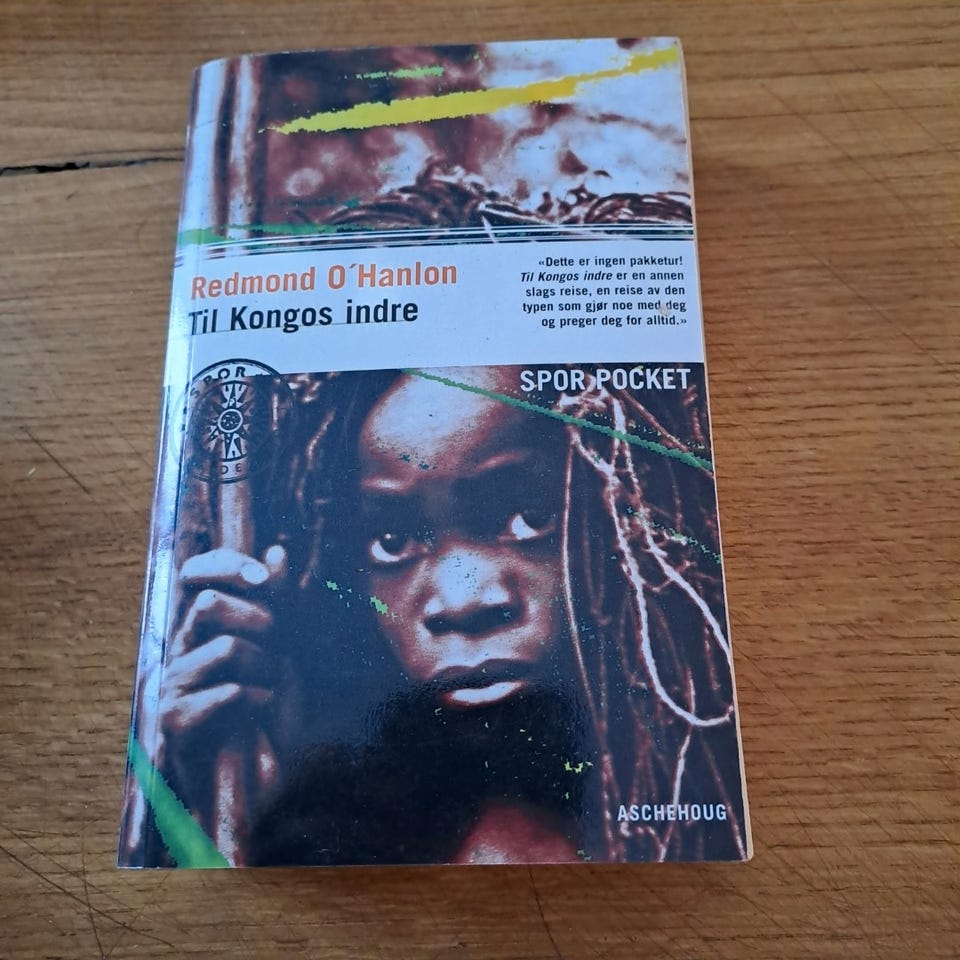 Redmond O´Hanlon
Til Kongos indre
«Dette er ingen pakketur!
Til Kongos indre er en annen
slags reise, en reise av den
typen som gjør noe med deg
og preger deg for alltid.»
SPOR
SPOR POCKET
ASCHEHOUG